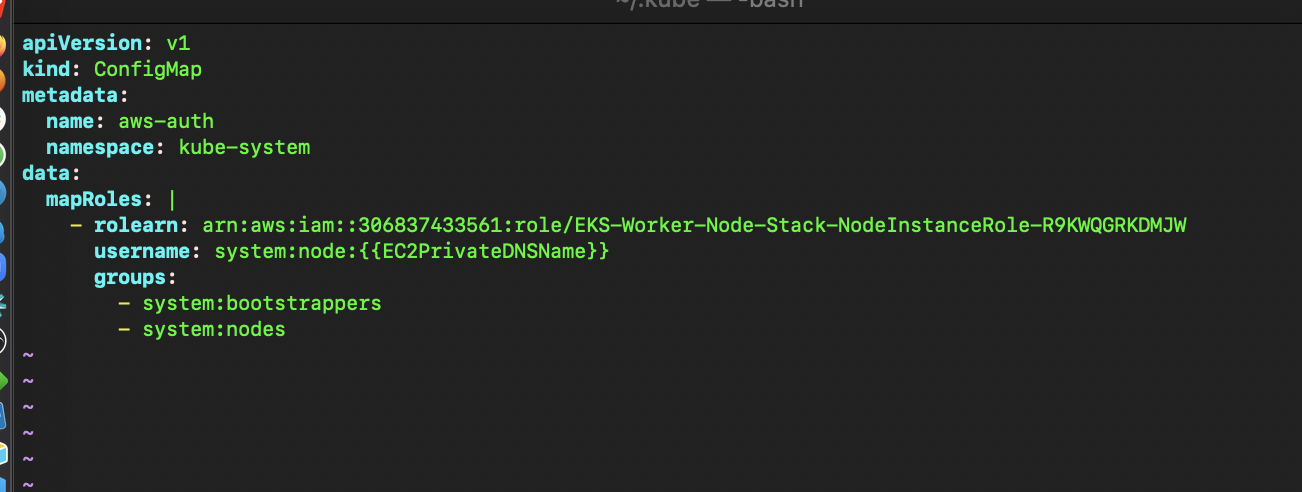 ~/.kube — -bash
apiVersion: v1
kind: ConfigMap
metadata:
  name: aws-auth
  namespace: kube-system
data:
  mapRoles: |
    - rolearn: arn:aws:iam::306837433561:role/EKS-Worker-Node-Stack-NodeInstanceRole-R9KWQGRKDMJW
      username: system:node:{{EC2PrivateDNSName}}
      groups:
        - system:bootstrappers
        - system:nodes
~
~
~
~
~
~